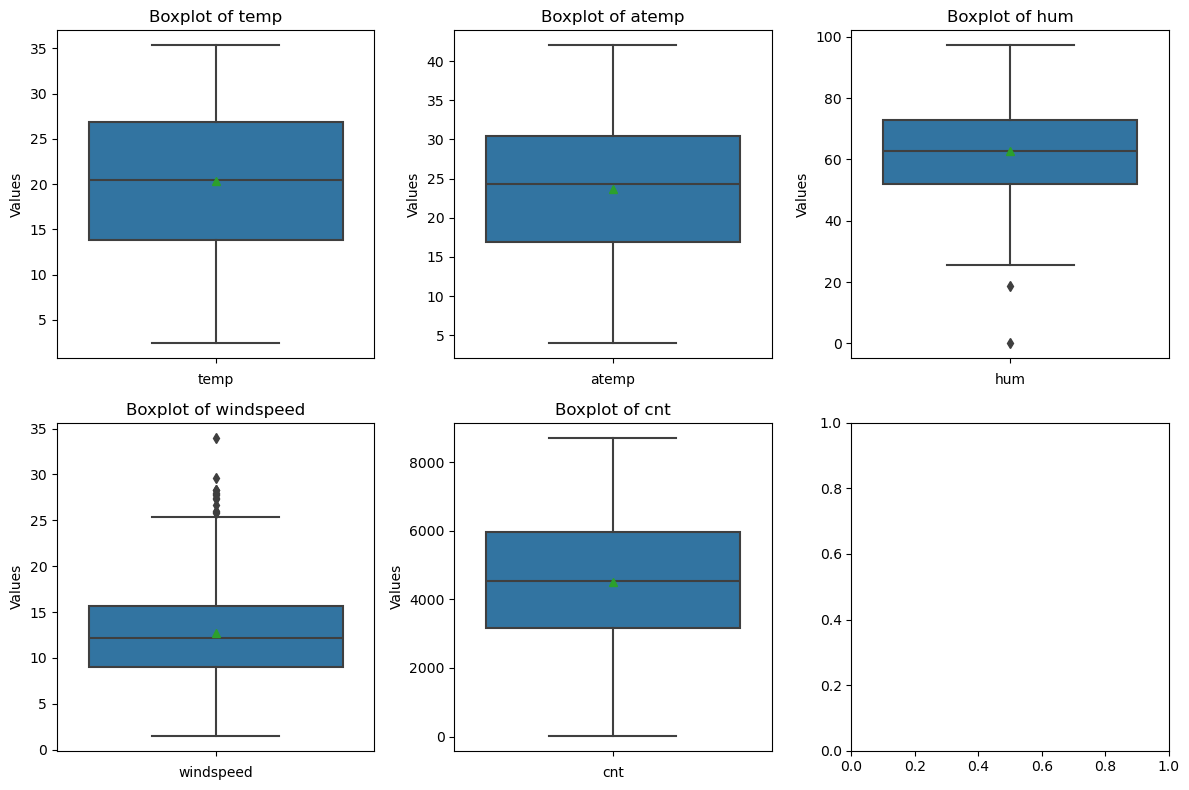 Boxplot of temp
Values
35
30
25
20
15
10
5
temp
Boxplot of atemp
Values
40
35
30
25
20
15
10
5
atemp
Boxplot of hum
Values
100
80
60
40
20
0
hum
Boxplot of windspeed
Values
35
30
25
20
15
10
5
0
windspeed
Boxplot of cnt
Values
8000
6000
4000
2000
0
cnt
1.0
0.8
0.6
0.4
0.2
0.0
0.0 0.2 0.4 0.6 0.8 1.0